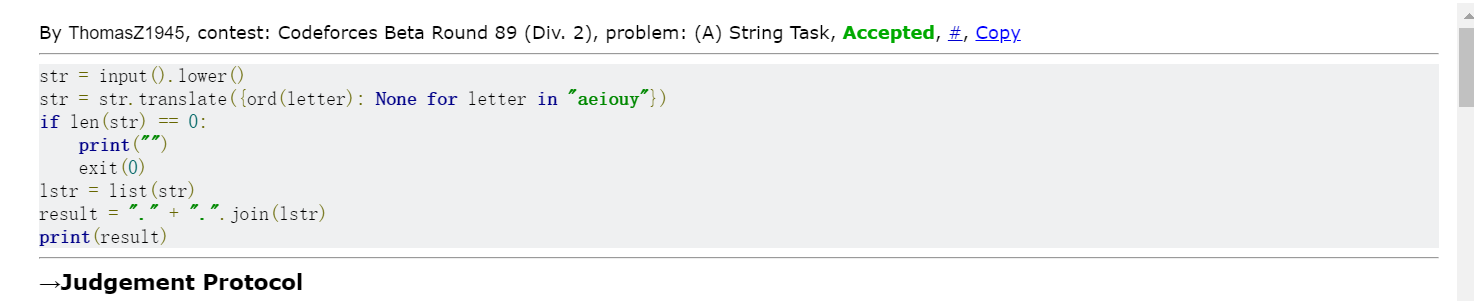 By ThomasZ1945, contest: Codeforces Beta Round 89 (Div. 2), problem: (A) String Task, Accepted, #, Copy
str = input().lower()
str = str.translate({ord(letter): None for letter in "aeiouy"})
if len(str) == 0:
    print("")
    exit(0)
lstr = list(str)
result = "." + ".".join(lstr)
print(result)
→Judgement Protocol